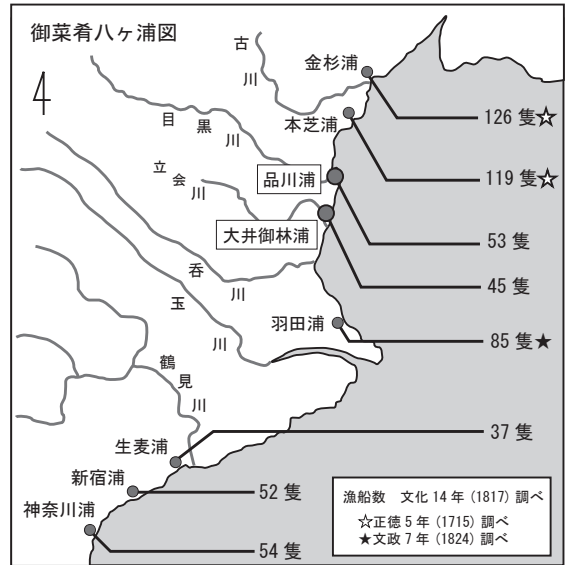 御菜肴八ヶ浦図
古川
金杉浦
126 隻☆
本芝浦
119 隻☆
目黒川
品川浦
53 隻
立会川
大井御林浦
45 隻
呑川
羽田浦
85 隻★
玉川
鶴見川
生麦浦
37 隻
新宿浦
52 隻
神奈川浦
54 隻
漁船数 文化 14 年 (1817) 調べ
☆正徳 5 年 (1715) 調べ
★文政 7 年 (1824) 調べ